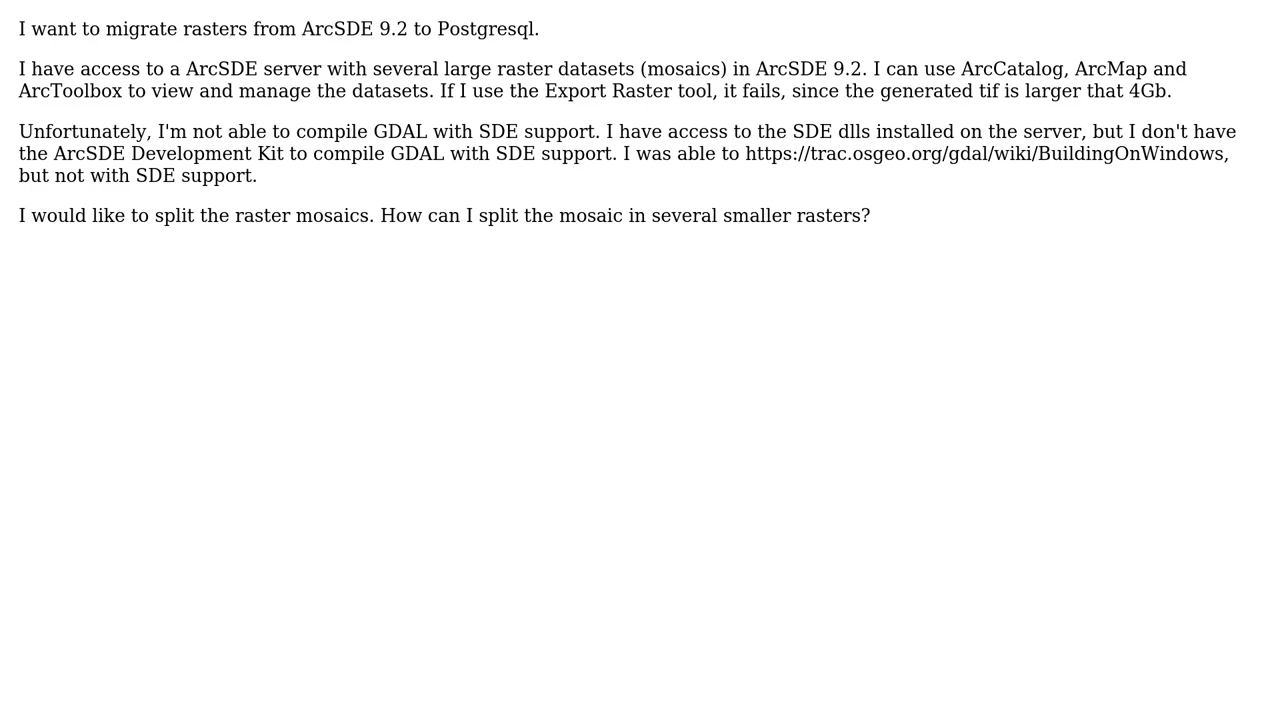 I want to migrate rasters from ArcSDE 9.2 to Postgresql.
I have access to a ArcSDE server with several large raster datasets (mosaics) in ArcSDE 9.2. I can use ArcCatalog, ArcMap and
ArcToolbox to view and manage the datasets. If I use the Export Raster tool, it fails, since the generated tif is larger that 4Gb.
Unfortunately, I'm not able to compile GDAL with SDE support. I have access to the SDE dlls installed on the server, but I don't have
the ArcSDE Development Kit to compile GDAL with SDE support. I was able to https://trac.osgeo.org/gdal/wiki/BuildingOnWindows,
but not with SDE support.
I would like to split the raster mosaics. How can I split the mosaic in several smaller rasters?